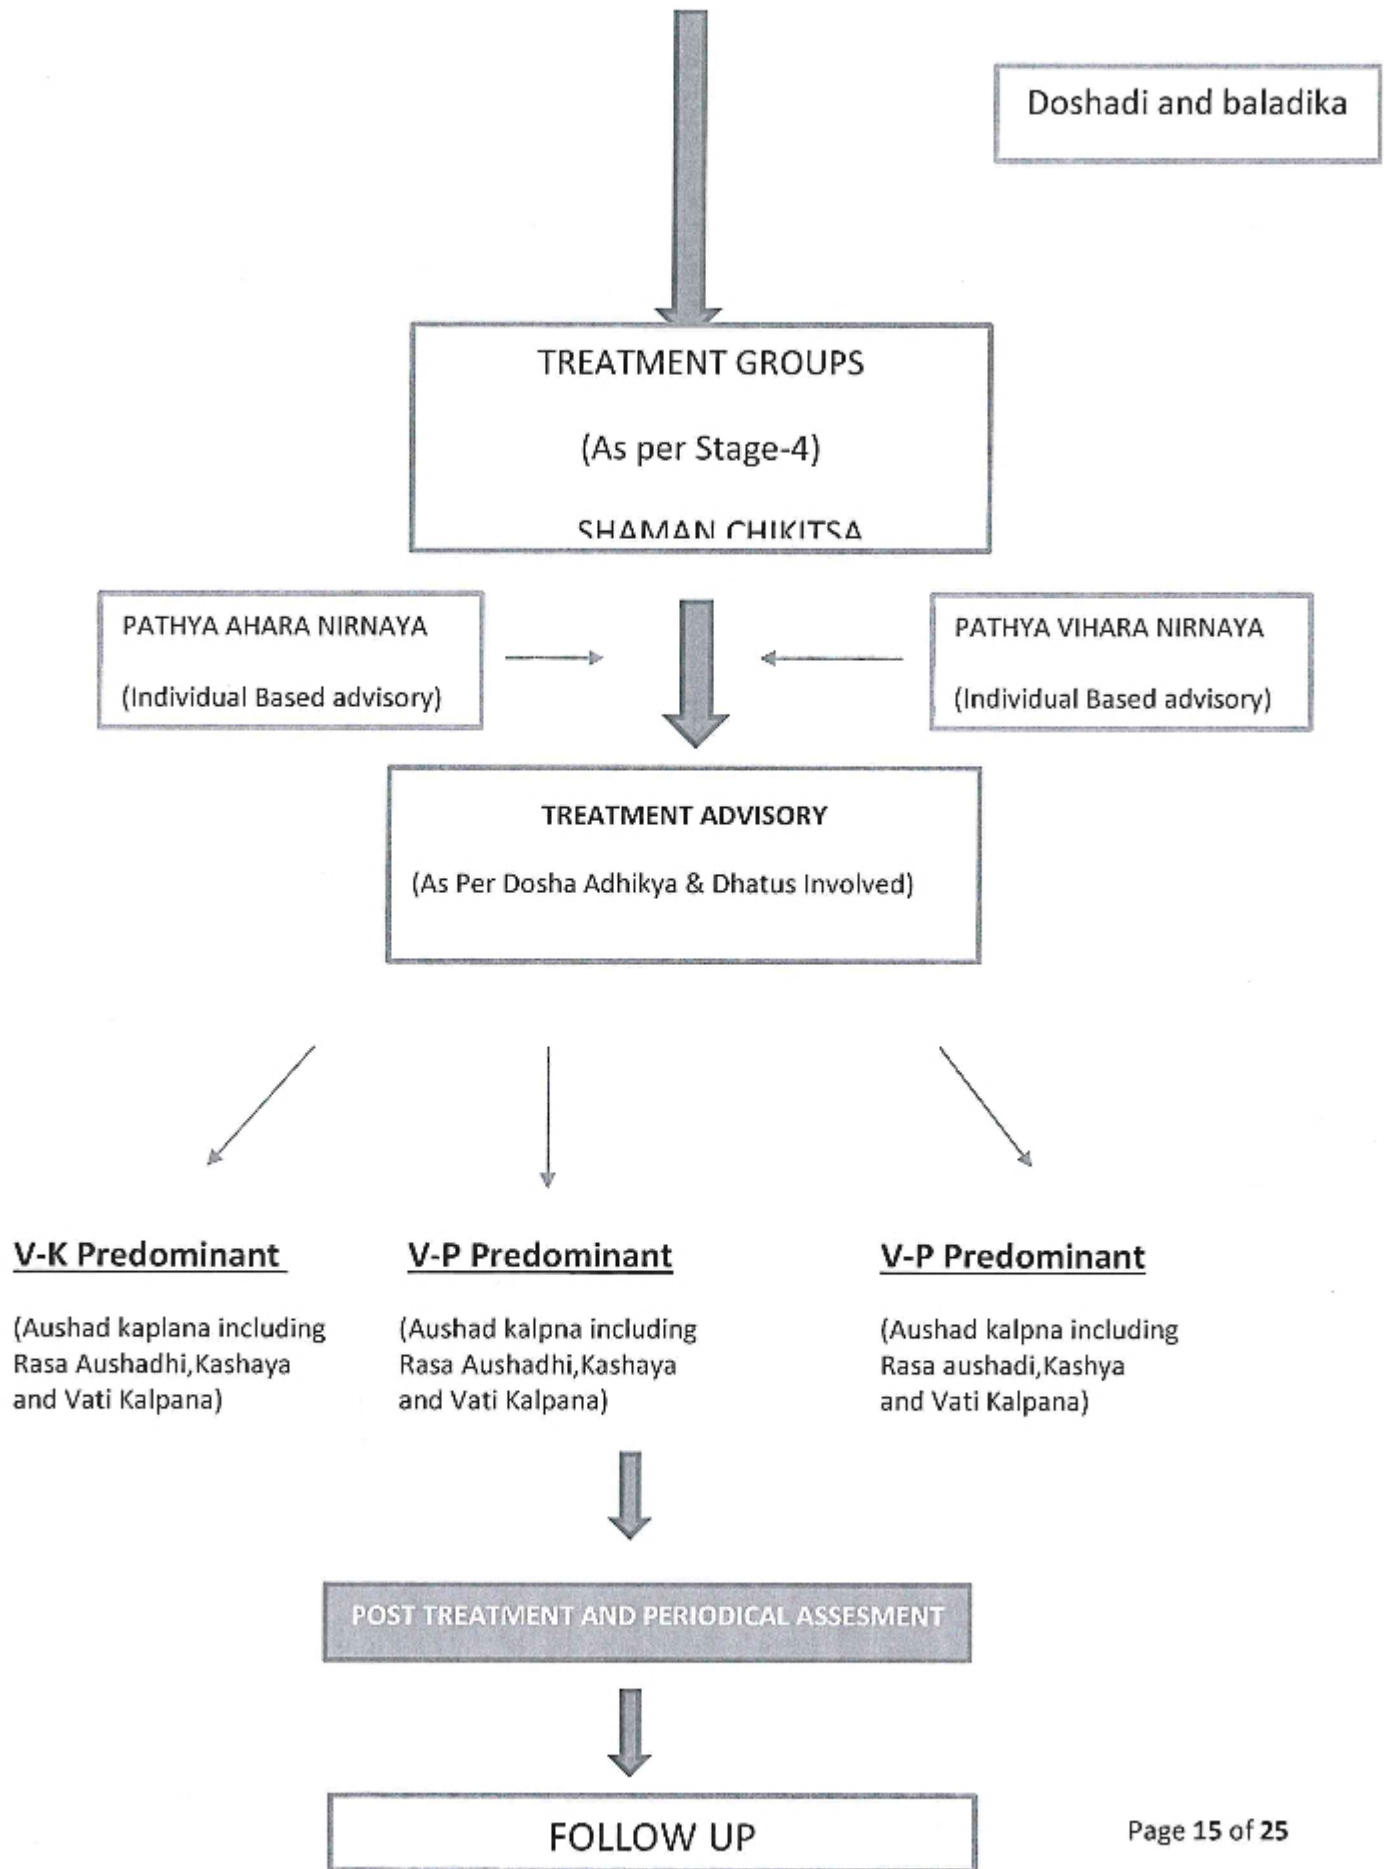 Doshadi and baladika
TREATMENT GROUPS
(As per Stage-4)
SHAMAN CHIKITSA
PATHYA AHARA NIRNAYA
(Individual Based advisory)
PATHYA VIHARA NIRNAYA
(Individual Based advisory)
TREATMENT ADVISORY
(As Per Dosha Adhikya & Dhatus Involved)
V-K Predominant
(Aushad kaplana including
Rasa Aushadhi,Kashaya
and Vati Kalpana)
V-P Predominant
(Aushad kalpna including
Rasa Aushadhi,Kashaya
and Vati Kalpana)
V-P Predominant
(Aushad kalpna including
Rasa aushadi,Kashya
and Vati Kalpana)
POST TREATMENT AND PERIODICAL ASSESMENT
FOLLOW UP
Page 15 of 25